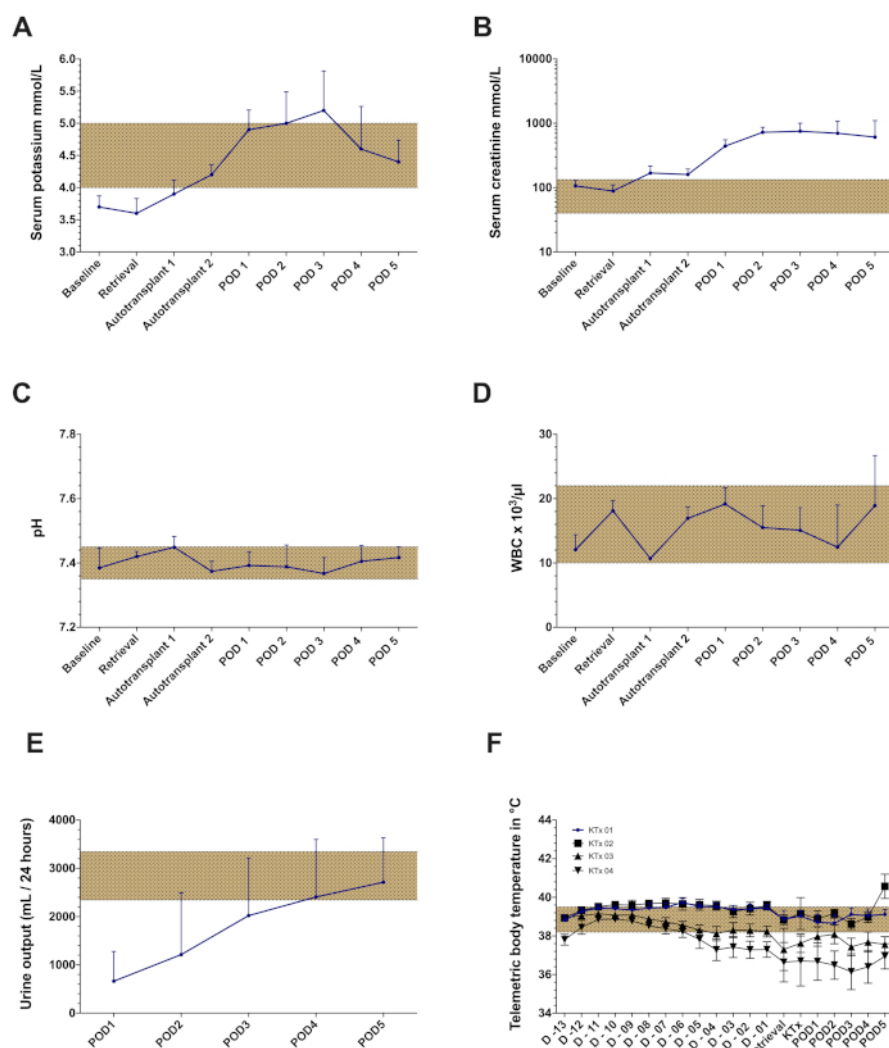 A
Serum potassium mmol/L
6.0
5.5
5.0
4.5
4.0
3.5
3.0
Baseline
Retrieval
Autotransplant 1
Autotransplant 2
POD 1
POD 2
POD 3
POD 4
POD 5
B
Serum creatinine mmol/L
10000
1000
100
10
Baseline
Retrieval
Autotransplant 1
Autotransplant 2
POD 1
POD 2
POD 3
POD 4
POD 5
C
pH
7.8
7.6
7.4
7.2
Baseline
Retrieval
Autotransplant 1
Autotransplant 2
POD 1
POD 2
POD 3
POD 4
POD 5
D
WBC x 10³/µl
30
20
10
0
Baseline
Retrieval
Autotransplant 1
Autotransplant 2
POD 1
POD 2
POD 3
POD 4
POD 5
E
Urine output (mL / 24 hours)
4000
3000
2000
1000
0
POD1
POD2
POD3
POD4
POD5
F
Telemetric body temperature in °C
44
42
40
38
36
34
KTx 01
KTx 02
KTx 03
KTx 04
D -13
D -12
D - 11
D - 10
D - 09
D - 08
D - 07
D - 06
D - 05
D - 04
D - 03
D - 02
D - 01
etrieval
KTx
POD1
POD2
POD3
POD4
POD5